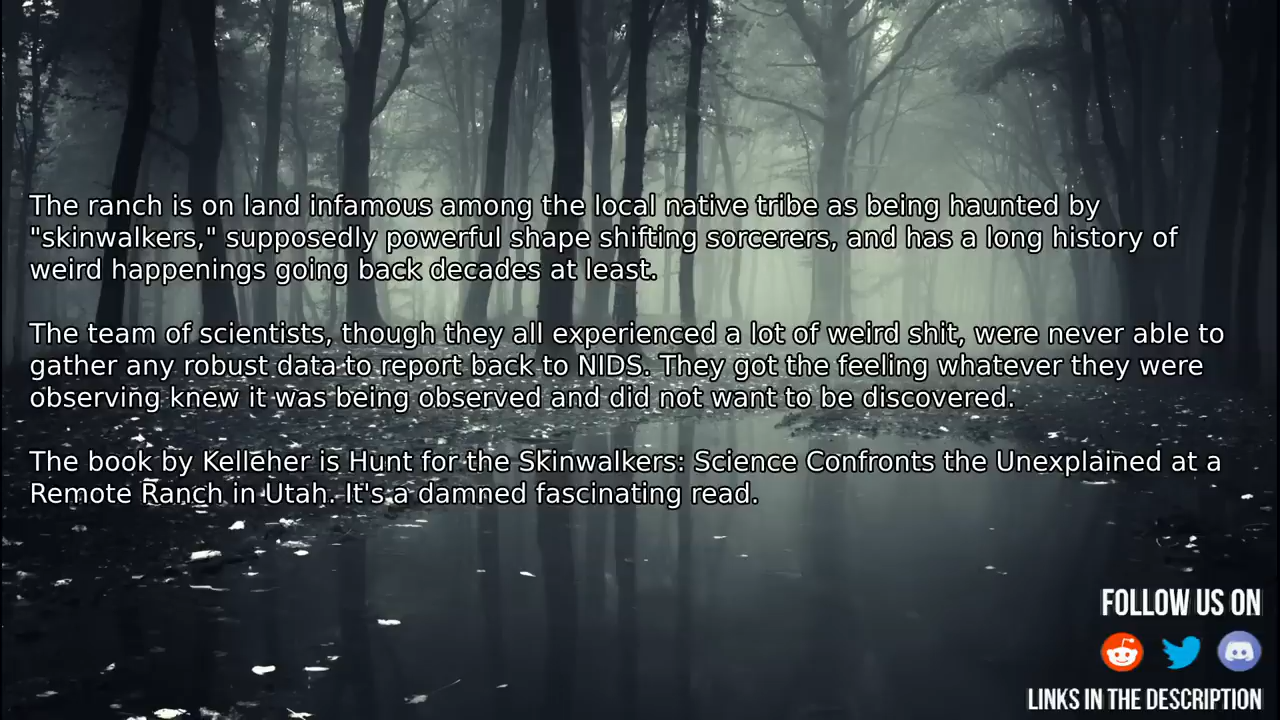 The ranch is on land infamous among the local native tribe as being haunted by
"skinwalkers," supposedly powerful shape shifting sorcerers, and has a long history of
weird happenings going back decades at least.
The team of scientists, though they all experienced a lot of weird shit, were never able to
gather any robust data to report back to NIDS. They got the feeling whatever they were
observing knew it was being observed and did not want to be discovered.
The book by Kelleher is Hunt for the Skinwalkers: Science Confronts the Unexplained at a
Remote Ranch in Utah. It's a damned fascinating read.
FOLLOW US ON
LINKS IN THE DESCRIPTION